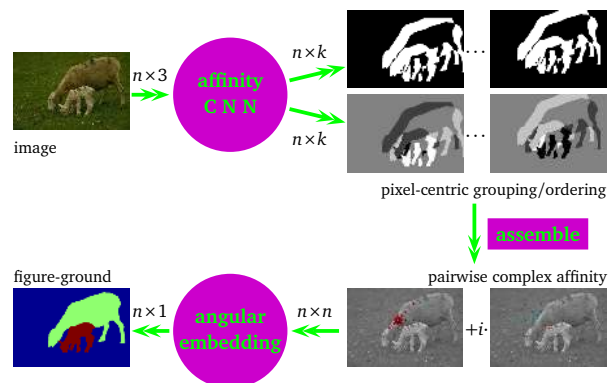 n×3
affinity
C N N
n×k
n×k
···
···
image
pixel-centric grouping/ordering
assemble
pairwise complex affinity
figure-ground
n×1
angular
embedding
n×n
+i·